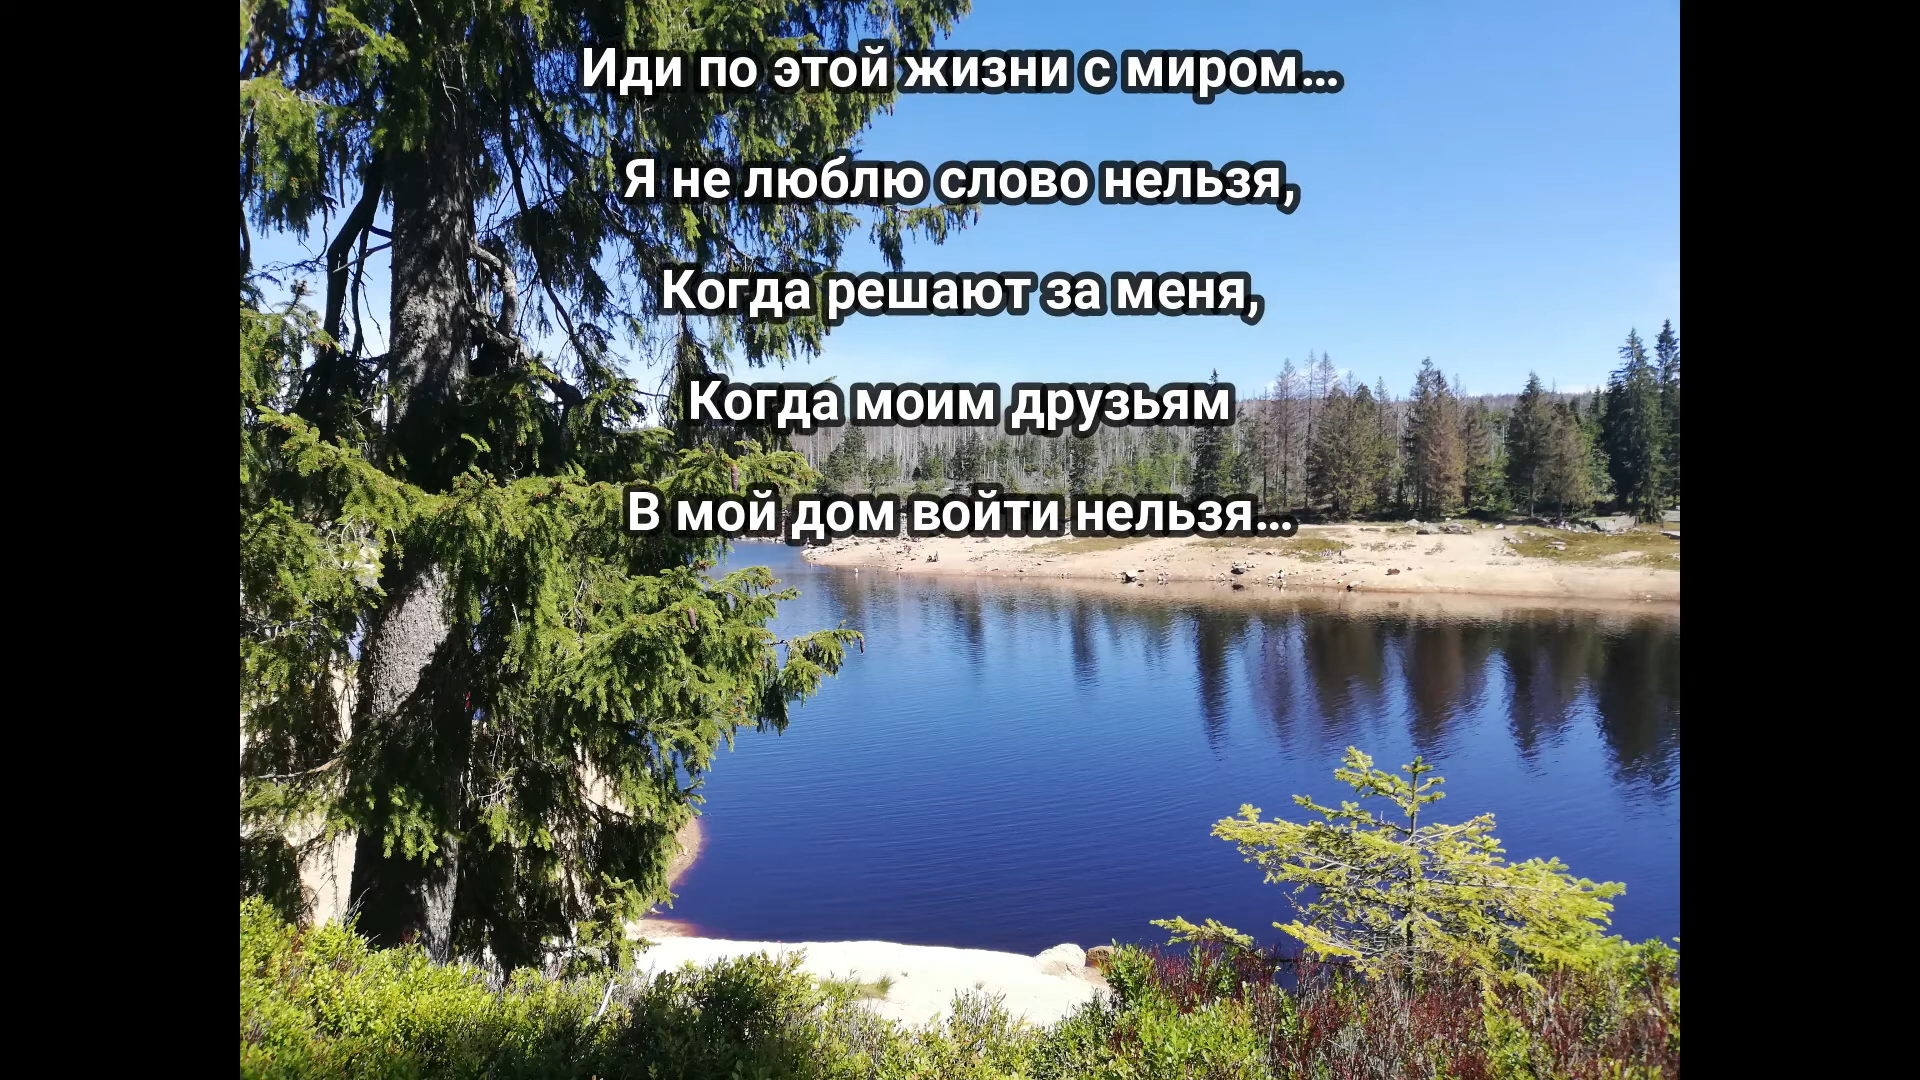 Иди по этой жизни с миром...
Я не люблю слово нельзя,
Когда решают за меня,
Когда моим друзьям
В мой дом войти нельзя...